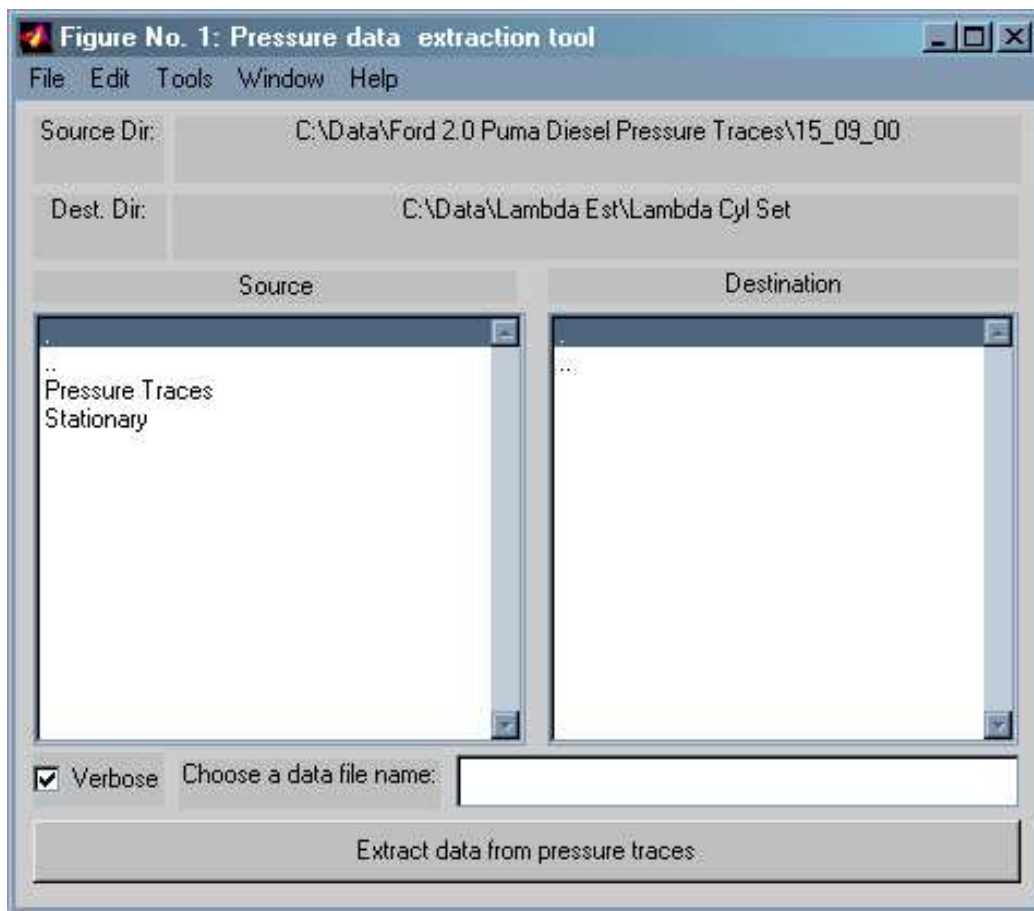 Figure No. 1: Pressure data extraction tool
File Edit Tools Window Help
Source Dir: C:\Data\Ford 2.0 Puma Diesel Pressure Traces\15_09_00
Dest. Dir: C:\Data\Lambda Est\Lambda Cyl Set
Source Destination
. .
.. ..
Pressure Traces
Stationary
Verbose Choose a data file name:
Extract data from pressure traces